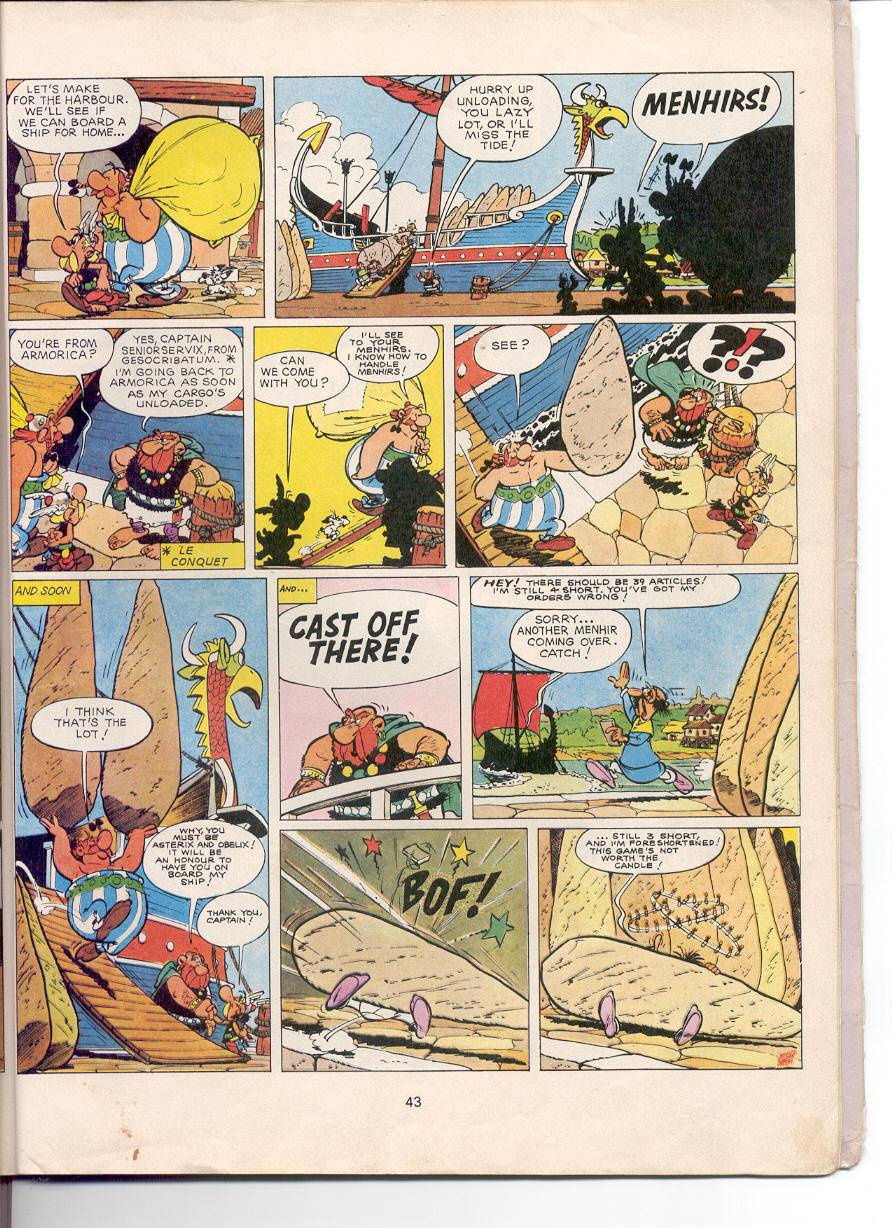 LET'S MAKE
FOR THE HARBOUR.
WE'LL SEE IF
WE CAN BOARD A
SHIP FOR HOME...
HURRY UP
UNLOADING,
YOU LAZY
LOT, OR I'LL
MISS THE
TIDE!
MENHIRS!
YOU'RE FROM
ARMORICA?
YES, CAPTAIN
SENIORSERVIX, FROM
GESOCRIBATUM. *
I'M GOING BACK TO
ARMORICA AS SOON
AS MY CARGO'S
UNLOADED.
* LE
CONQUET
CAN
WE COME
WITH YOU?
I'LL SEE
TO YOUR
MENHIRS.
I KNOW HOW TO
HANDLE
MENHIRS!
SEE?
?!?
AND SOON
I THINK
THAT'S THE
LOT!
WHY, YOU
MUST BE
ASTERIX AND OBELIX!
IT WILL BE
AN HONOUR TO
HAVE YOU ON
BOARD MY
SHIP!
THANK YOU,
CAPTAIN!
AND...
CAST OFF
THERE!
HEY! THERE SHOULD BE 39 ARTICLES!
I'M STILL 4 SHORT. YOU'VE GOT MY
ORDERS WRONG!
SORRY...
ANOTHER MENHIR
COMING OVER.
CATCH!
BOF!
... STILL 3 SHORT,
AND I'M FORESHORTENED!
THIS GAME'S NOT
WORTH THE
CANDLE!
43